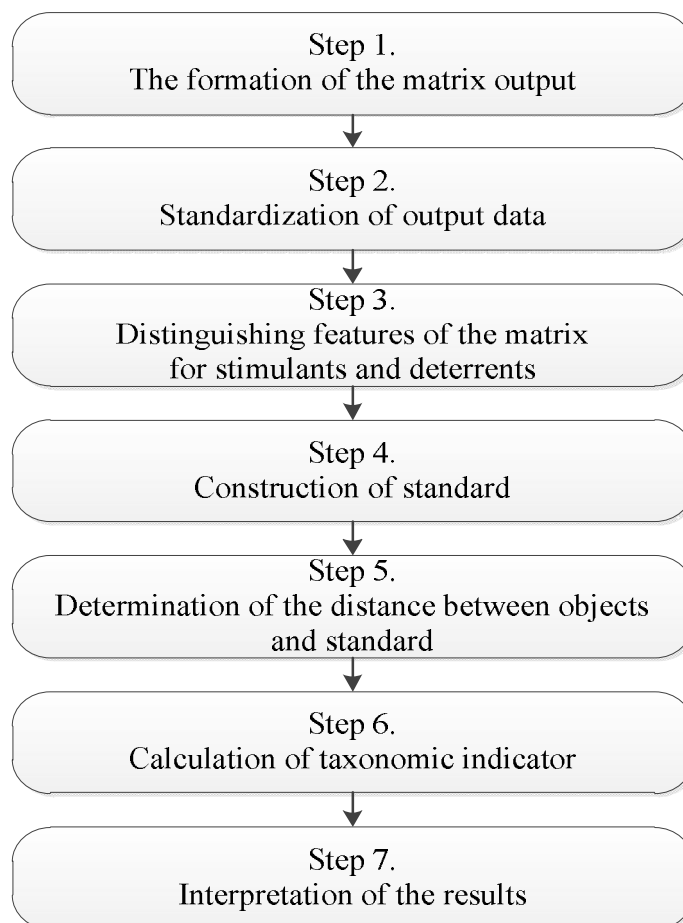 Step 1.
The formation of the matrix output
Step 2.
Standardization of output data
Step 3.
Distinguishing features of the matrix
for stimulants and deterrents
Step 4.
Construction of standard
Step 5.
Determination of the distance between objects
and standard
Step 6.
Calculation of taxonomic indicator
Step 7.
Interpretation of the results